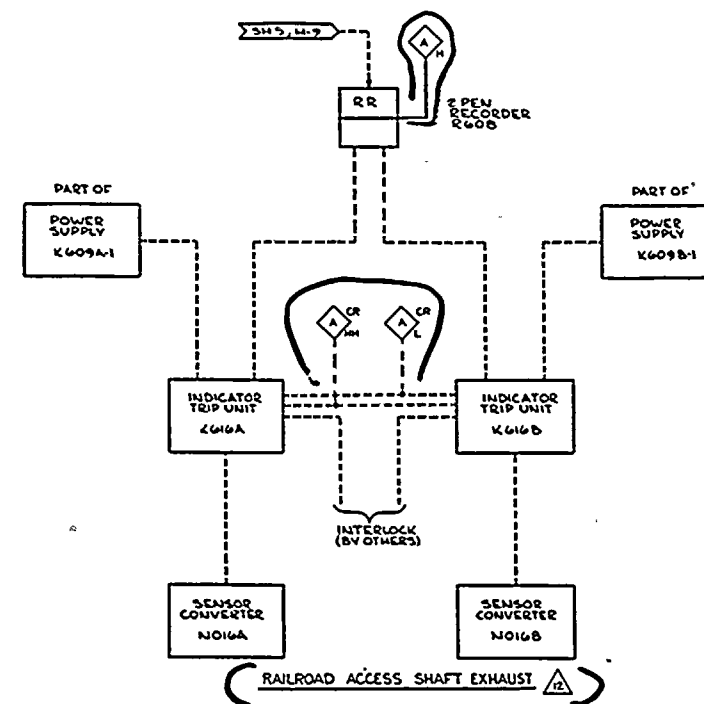 SH5, H-9
A
H
RR
2 PEN
RECORDER
R608
PART OF
POWER
SUPPLY
K609A-1
PART OF
POWER
SUPPLY
K609B-1
A
CR
HH
A
CR
L
INDICATOR
TRIP UNIT
K616A
INDICATOR
TRIP UNIT
K616B
INTERLOCK
(BY OTHERS)
SENSOR
CONVERTER
N016A
SENSOR
CONVERTER
N016B
RAILROAD ACCESS SHAFT EXHAUST
12